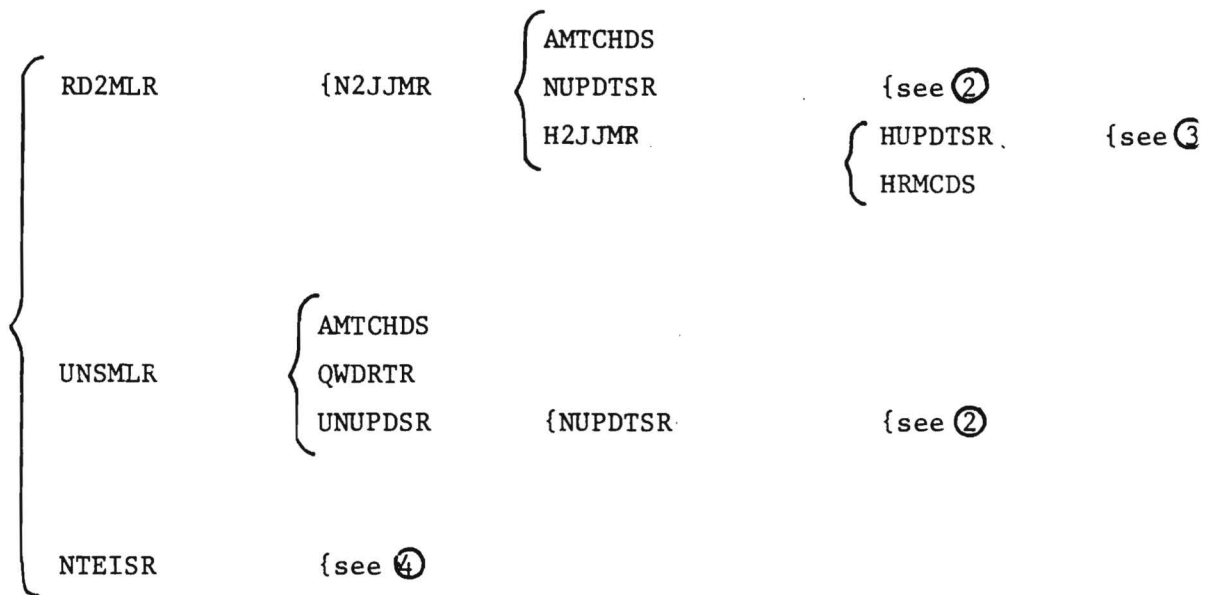 AMTCHDS
RD2MLR {N2JJMR NUPDTSR {see ②
H2JJMR HUPDTSR {see ③
HRMCDS
AMTCHDS
UNSMLR QWDRTR
UNUPDSR {NUPDTSR {see ②
NTEISR {see ④